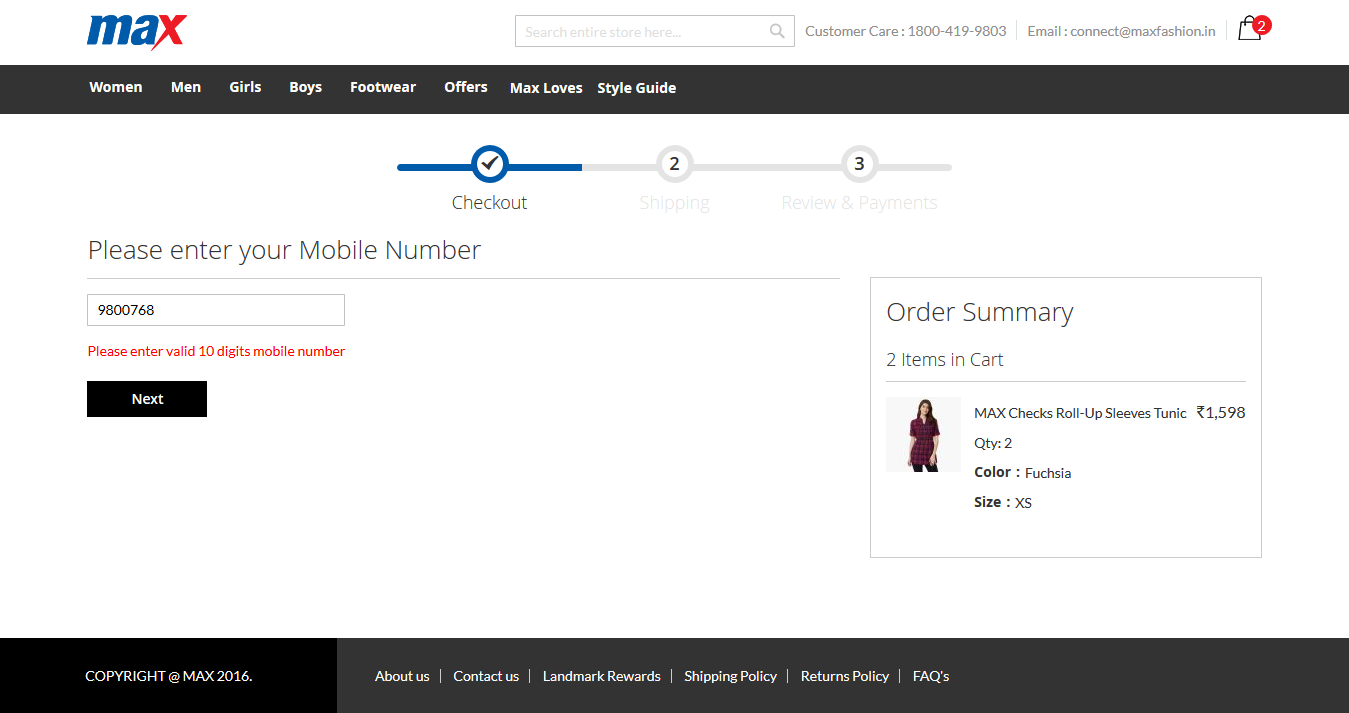 max
Search entire store here...
Customer Care : 1800-419-9803
Email : connect@maxfashion.in
2
Women Men Girls Boys Footwear Offers Max Loves Style Guide
2 3
Checkout Shipping Review & Payments
Please enter your Mobile Number
9800768
Please enter valid 10 digits mobile number
Next
Order Summary
2 Items in Cart
MAX Checks Roll-Up Sleeves Tunic ₹1,598
Qty: 2
Color : Fuchsia
Size : XS
COPYRIGHT @ MAX 2016.
About us Contact us Landmark Rewards Shipping Policy Returns Policy FAQ's